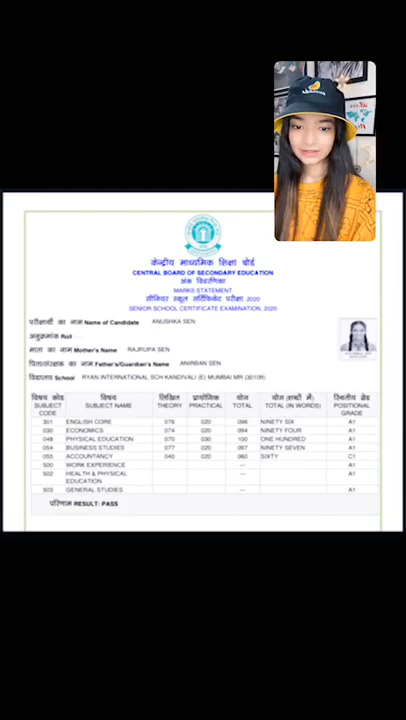 केन्द्रीय माध्यमिक शिक्षा बोर्ड
CENTRAL BOARD OF SECONDARY EDUCATION
अंक विवरणिका
MARKS STATEMENT
सीनियर स्कूल सर्टिफिकेट परीक्षा, 2020
SENIOR SCHOOL CERTIFICATE EXAMINATION, 2020
परीक्षार्थी का नाम Name of Candidate ANUSHKA SEN
अनुक्रमांक Roll
माता का नाम Mother's Name RAJRUPA SEN
पिता/संरक्षक का नाम Father's/Guardian's Name ANIRBAN SEN
विद्यालय School RYAN INTERNATIONAL SCH KANDIVALI (E) MUMBAI MR (30109)
विषय कोड SUBJECT CODE विषय SUBJECT NAME लिखित THEORY प्रायोगिक PRACTICAL योग TOTAL योग (शब्दों में) TOTAL (IN WORDS) स्थितीय ग्रेड POSITIONAL GRADE
301 ENGLISH CORE 076 020 096 NINETY SIX A1
030 ECONOMICS 074 020 094 NINETY FOUR A1
048 PHYSICAL EDUCATION 070 030 100 ONE HUNDRED A1
054 BUSINESS STUDIES 077 020 097 NINETY SEVEN A1
055 ACCOUNTANCY 040 020 060 SIXTY C1
500 WORK EXPERIENCE --- A1
502 HEALTH & PHYSICAL EDUCATION --- A1
503 GENERAL STUDIES --- A1
परिणाम RESULT: PASS